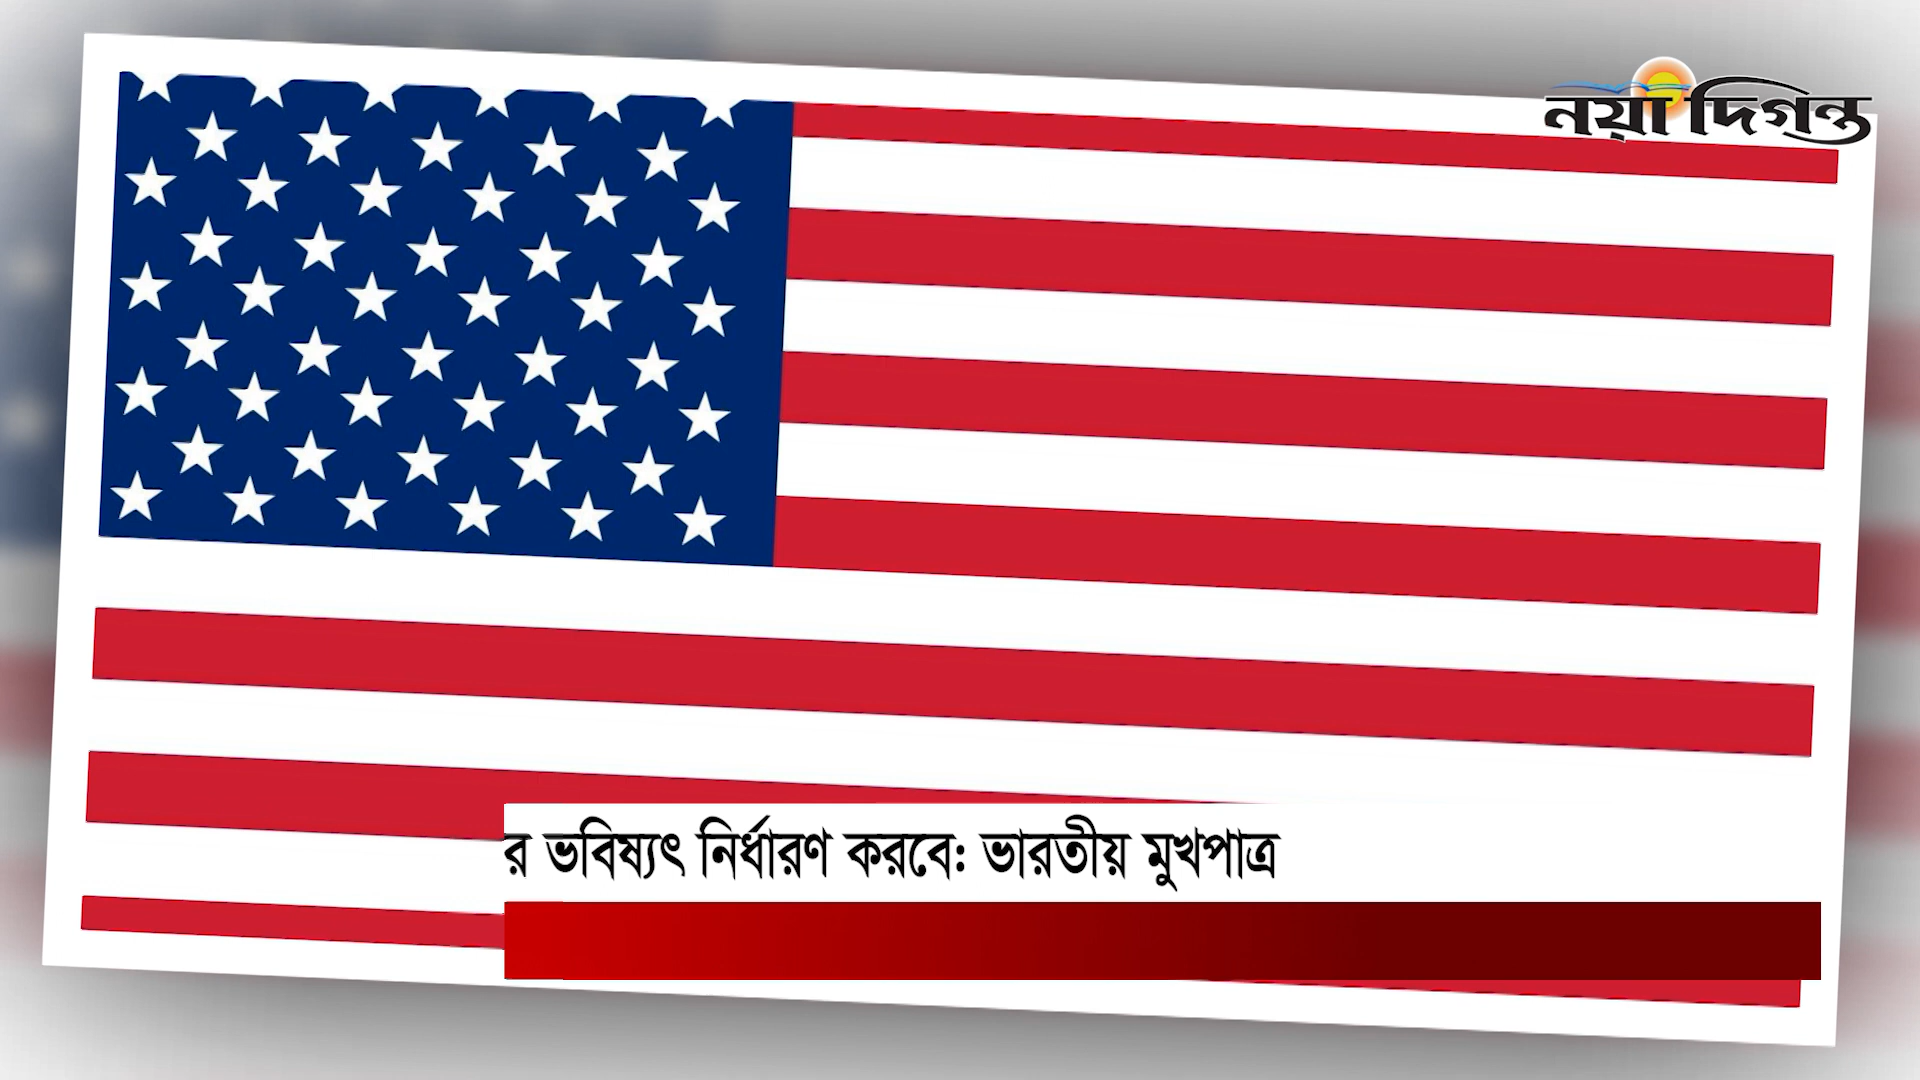 নয়া দিগন্ত
র ভবিষ্যৎ নির্ধারণ করবে: ভারতীয় মুখপাত্র